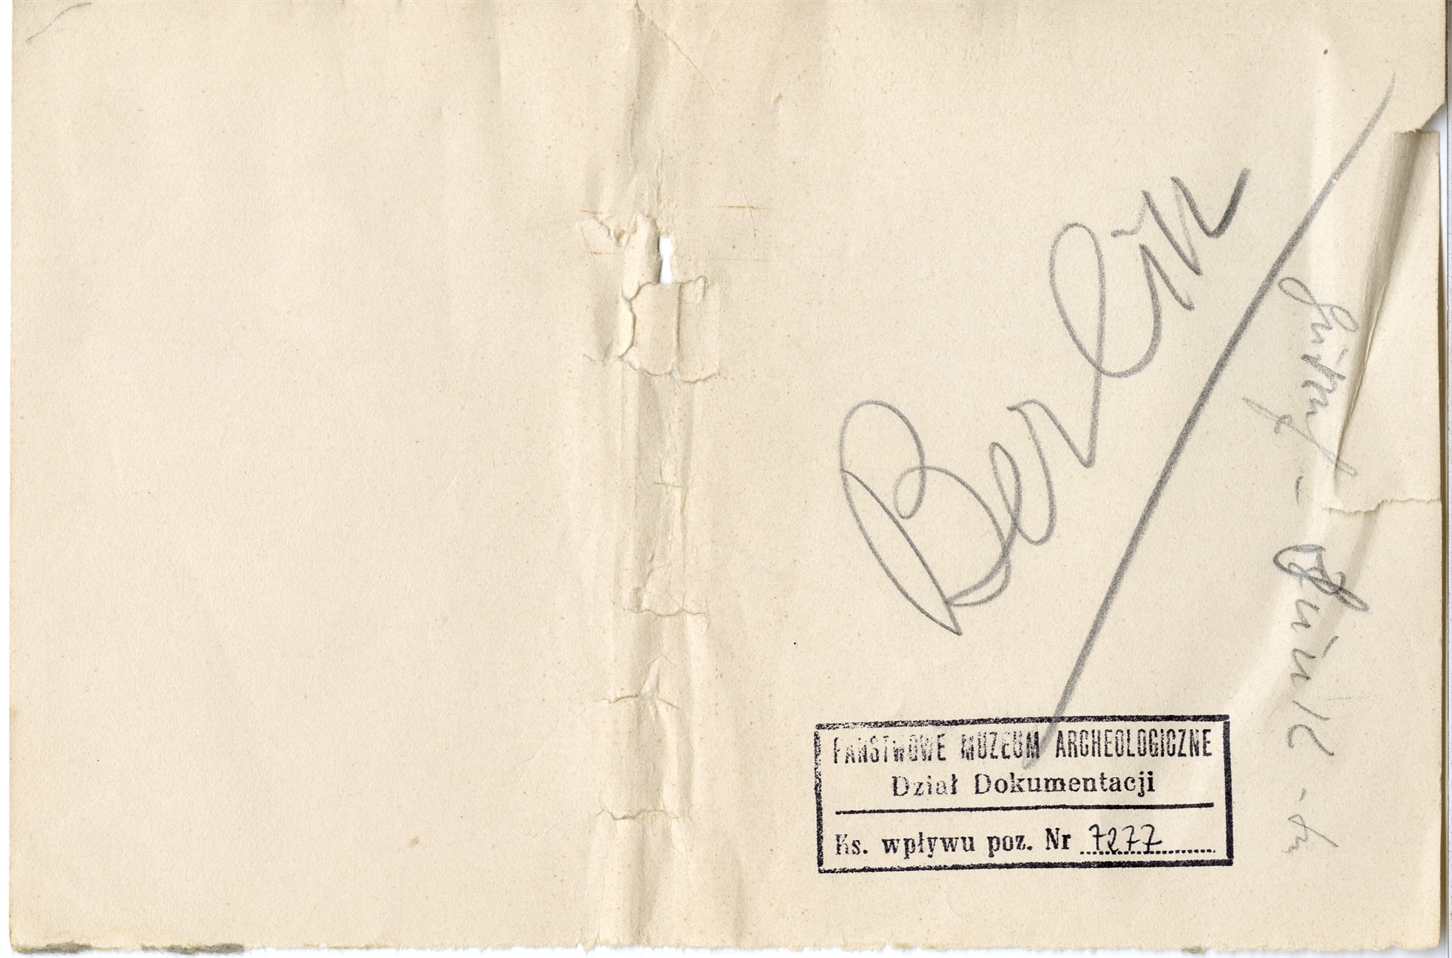 Berlin
PAŃSTWOWE MUZEUM ARCHEOLOGICZNE
Dział Dokumentacji
Ks. wpływu poz. Nr 7277